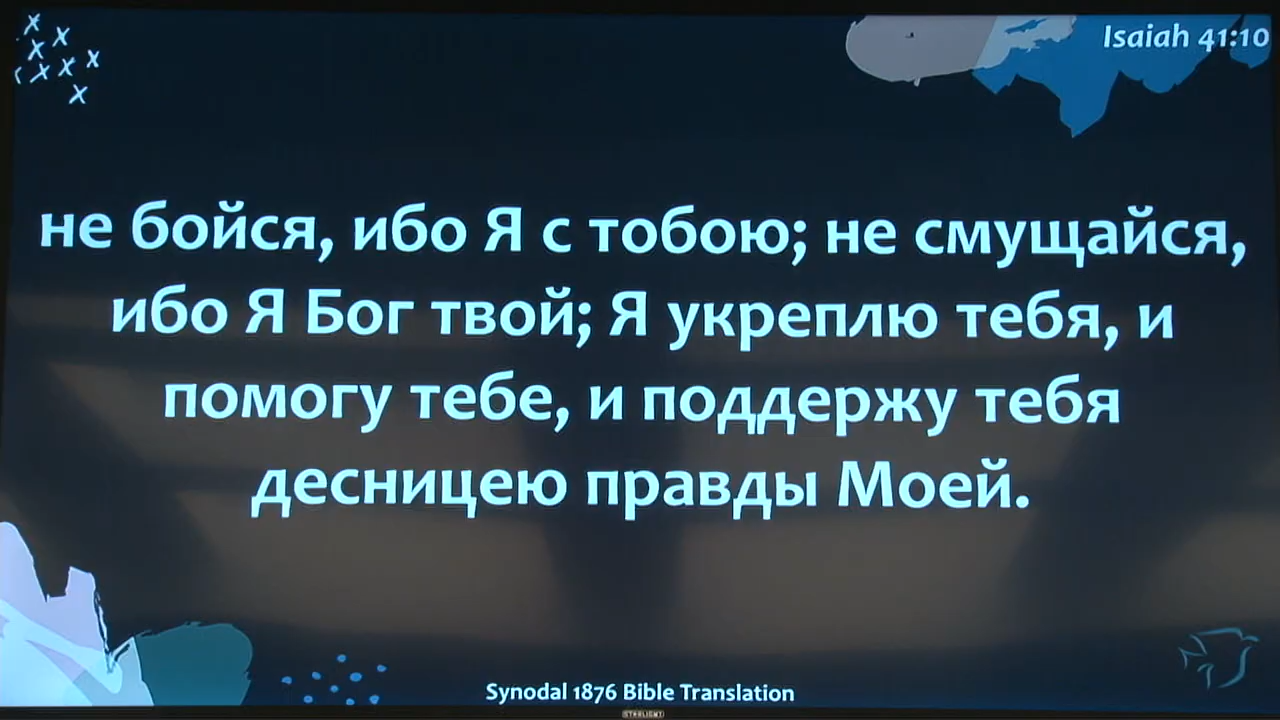 Isaiah 41:10
не бойся, ибо Я с тобою; не смущайся,
ибо Я Бог твой; Я укреплю тебя, и
помогу тебе, и поддержу тебя
десницею правды Моей.
Synodal 1876 Bible Translation
STARLIGHT